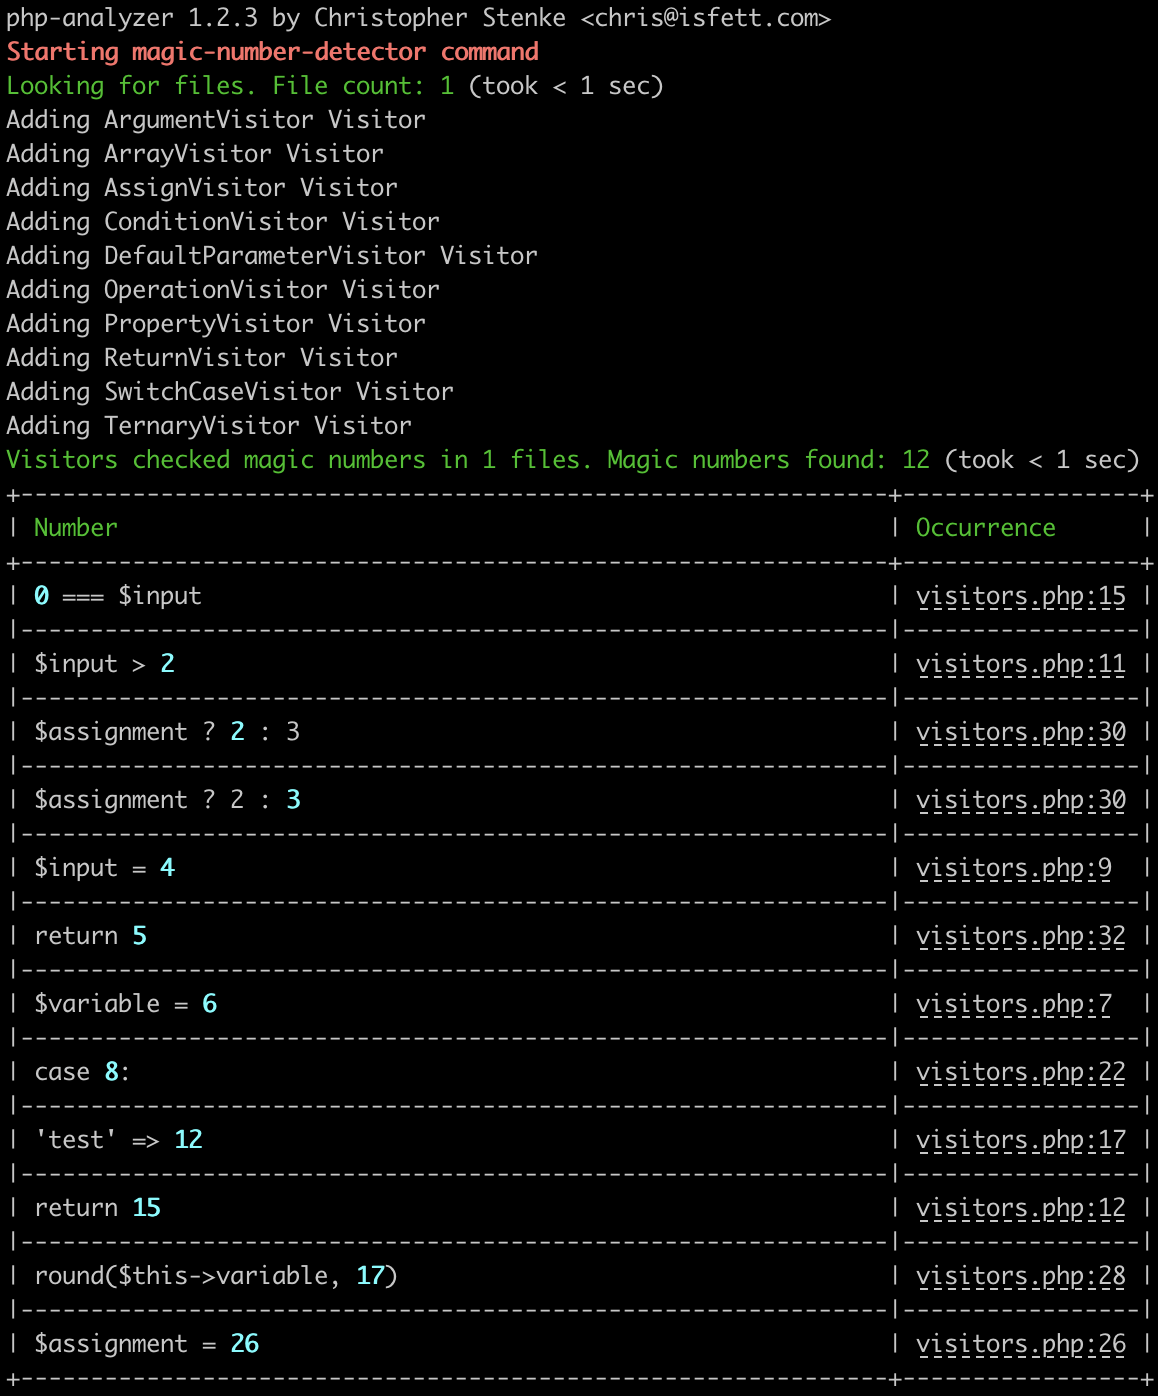 php-analyzer 1.2.3 by Christopher Stenke <chris@isfett.com>
Starting magic-number-detector command
Looking for files. File count: 1 (took < 1 sec)
Adding ArgumentVisitor Visitor
Adding ArrayVisitor Visitor
Adding AssignVisitor Visitor
Adding ConditionVisitor Visitor
Adding DefaultParameterVisitor Visitor
Adding OperationVisitor Visitor
Adding PropertyVisitor Visitor
Adding ReturnVisitor Visitor
Adding SwitchCaseVisitor Visitor
Adding TernaryVisitor Visitor
Visitors checked magic numbers in 1 files. Magic numbers found: 12 (took < 1 sec)
| Number | Occurrence |
| 0 === $input | visitors.php:15 |
| $input > 2 | visitors.php:11 |
| $assignment ? 2 : 3 | visitors.php:30 |
| $assignment ? 2 : 3 | visitors.php:30 |
| $input = 4 | visitors.php:9 |
| return 5 | visitors.php:32 |
| $variable = 6 | visitors.php:7 |
| case 8: | visitors.php:22 |
| 'test' => 12 | visitors.php:17 |
| return 15 | visitors.php:12 |
| round($this->variable, 17) | visitors.php:28 |
| $assignment = 26 | visitors.php:26 |